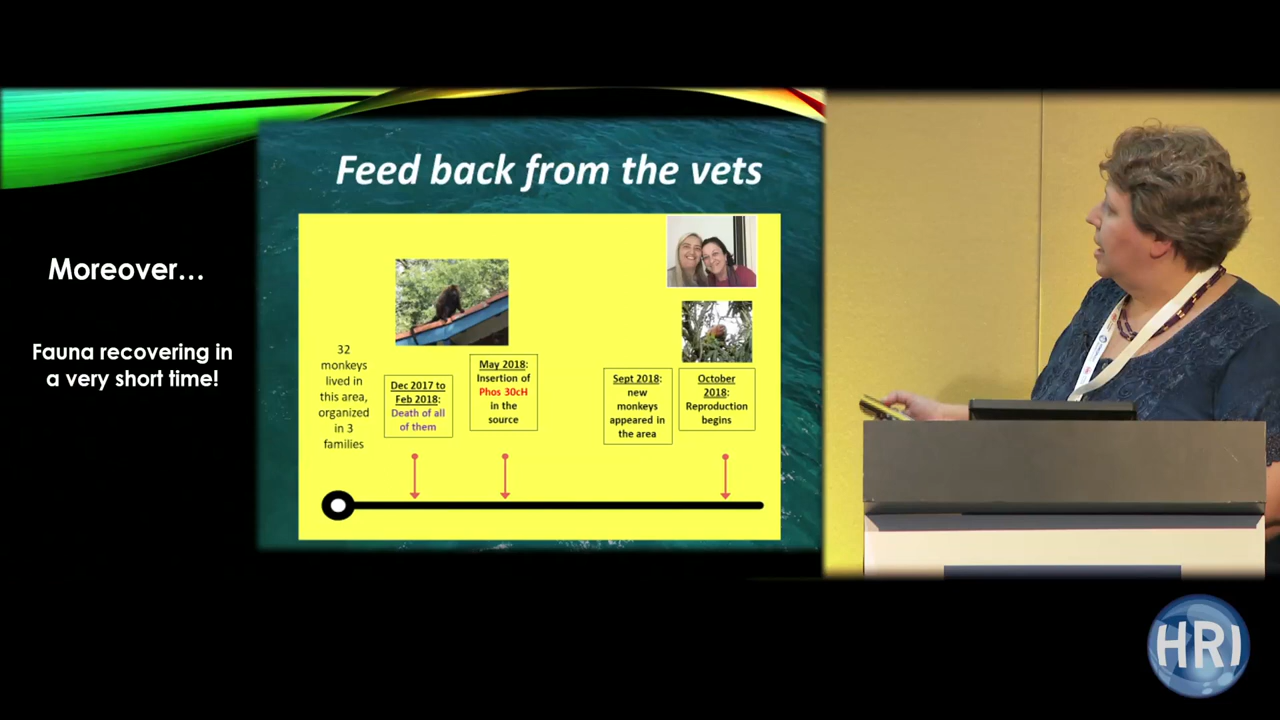 Feed back from the vets
Moreover...
Fauna recovering in
a very short time!
32
monkeys
lived in
this area,
organized
in 3
families
Dec 2017 to
Feb 2018:
Death of all
of them
May 2018:
Insertion of
Phos 30cH
in the
source
Sept 2018:
new
monkeys
appeared in
the area
October
2018:
Reproduction
begins
HRI